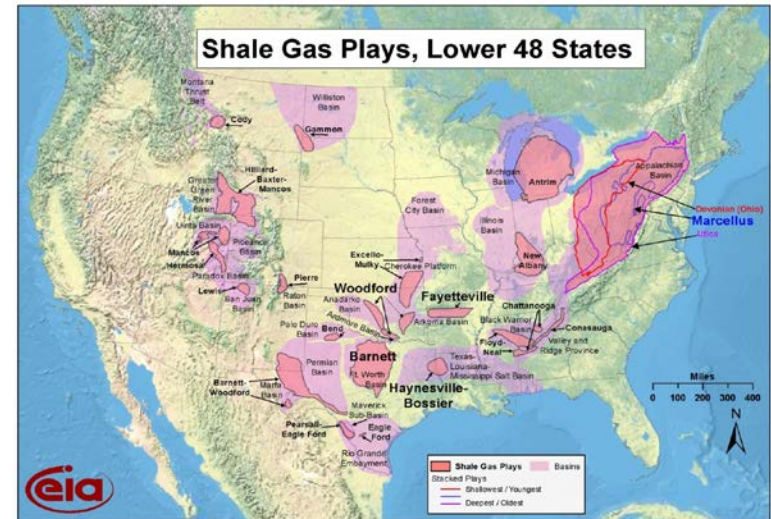 Shale Gas Plays, Lower 48 States
Montana
Thrust
Belt
Cody
Williston
Basin
Gammon
Hilliard-
Baxter-
Mancos
Greater
Green
River
Basin
Uinta Basin
Mancos
Piceance
Basin
Hermosa
Paradox Basin
Lewis
San Juan
Basin
Pierre
Raton
Basin
Michigan
Basin
Antrim
Appalachian
Basin
Devonian (Ohio)
Marcellus
Utica
Forest
City Basin
Illinois
Basin
New
Albany
Excello-
Mulky
Cherokee Platform
Woodford
Anadarko
Basin
Ardmore Basin
Fayetteville
Arkoma Basin
Chattanooga
Black Warrior
Basin
Conasauga
Floyd-
Neal
Valley and
Ridge Province
Palo Duro
Basin
Bend
Permian
Basin
Barnett
Ft. Worth
Basin
Texas-
Louisiana-
Mississippi Salt Basin
Haynesville-
Bossier
Barnett-
Woodford
Marfa
Basin
Maverick
Sub-Basin
Pearsall-
Eagle Ford
Eagle
Ford
Rio Grande
Embayment
Miles
0 100 200 300 400
N
Shale Gas Plays
Basins
Stacked Plays
Shallowest / Youngest
Deepest / Oldest
eia